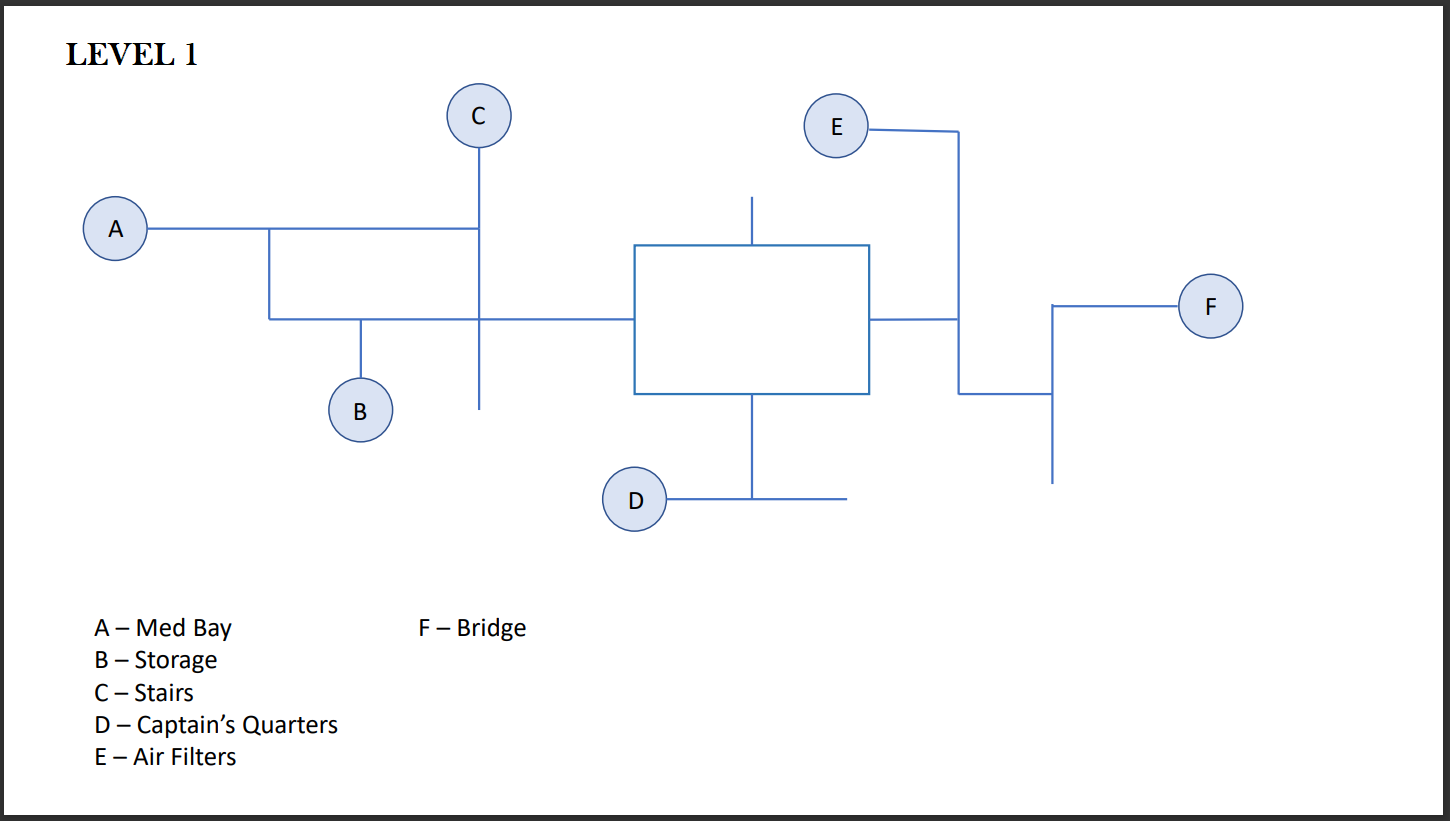 LEVEL 1
C
E
A
F
B
D
A – Med Bay
B – Storage
C – Stairs
D – Captain’s Quarters
E – Air Filters
F – Bridge